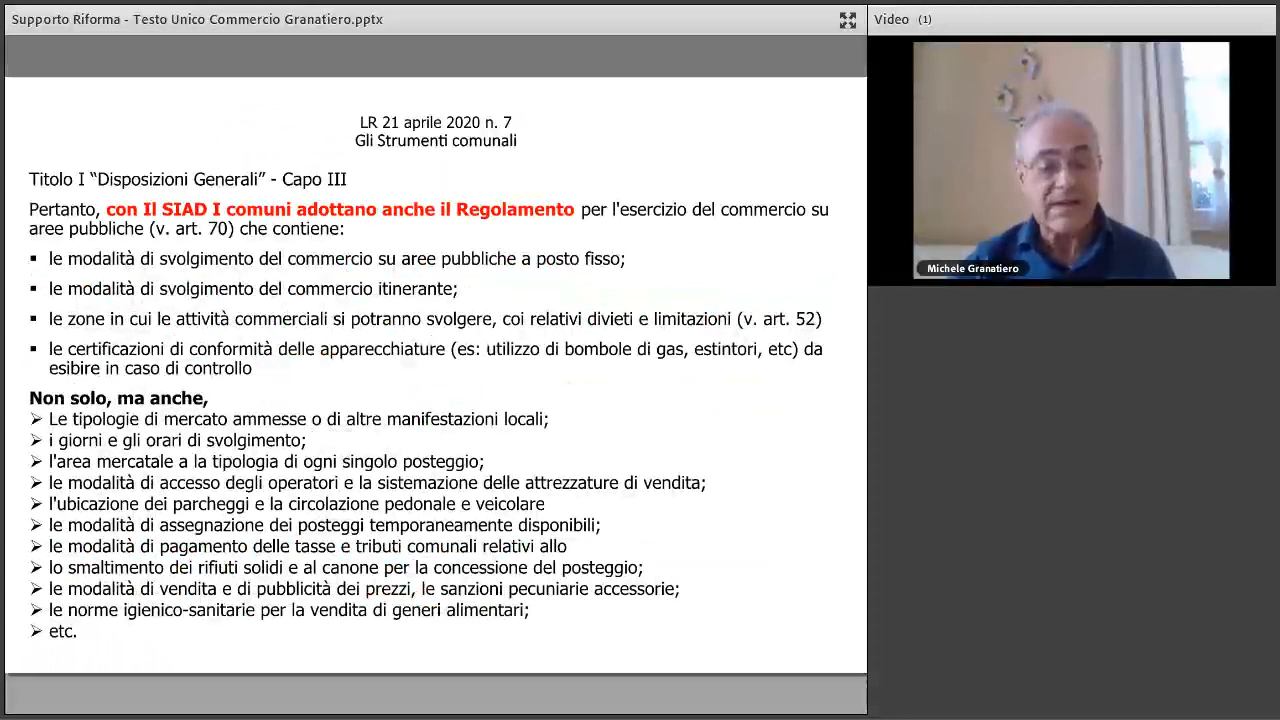 Supporto Riforma - Testo Unico Commercio Granatiero.pptx
Video (1)
Michele Granatiero
LR 21 aprile 2020 n. 7
Gli Strumenti comunali
Titolo I “Disposizioni Generali” - Capo III
Pertanto, con Il SIAD I comuni adottano anche il Regolamento per l'esercizio del commercio su
aree pubbliche (v. art. 70) che contiene:
▪ le modalità di svolgimento del commercio su aree pubbliche a posto fisso;
▪ le modalità di svolgimento del commercio itinerante;
▪ le zone in cui le attività commerciali si potranno svolgere, coi relativi divieti e limitazioni (v. art. 52)
▪ le certificazioni di conformità delle apparecchiature (es: utilizzo di bombole di gas, estintori, etc) da
esibire in caso di controllo
Non solo, ma anche,
➢ Le tipologie di mercato ammesse o di altre manifestazioni locali;
➢ i giorni e gli orari di svolgimento;
➢ l'area mercatale a la tipologia di ogni singolo posteggio;
➢ le modalità di accesso degli operatori e la sistemazione delle attrezzature di vendita;
➢ l'ubicazione dei parcheggi e la circolazione pedonale e veicolare
➢ le modalità di assegnazione dei posteggi temporaneamente disponibili;
➢ le modalità di pagamento delle tasse e tributi comunali relativi allo
➢ lo smaltimento dei rifiuti solidi e al canone per la concessione del posteggio;
➢ le modalità di vendita e di pubblicità dei prezzi, le sanzioni pecuniarie accessorie;
➢ le norme igienico-sanitarie per la vendita di generi alimentari;
➢ etc.